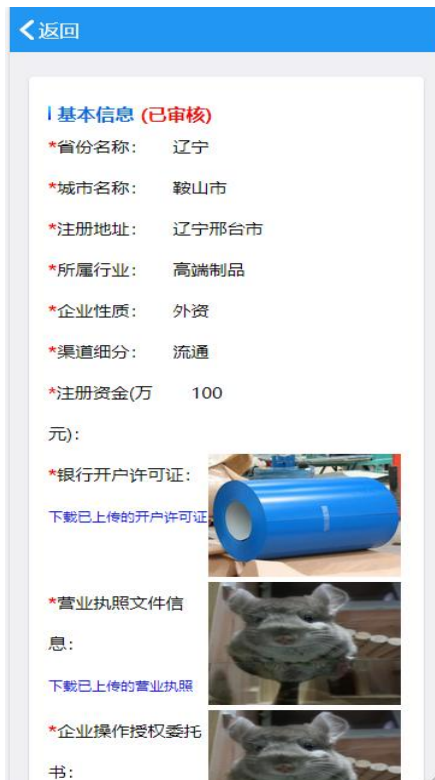 返回
基本信息 (已审核)
*省份名称: 辽宁
*城市名称: 鞍山市
*注册地址: 辽宁邢台市
*所属行业: 高端制品
*企业性质: 外资
*渠道细分: 流通
*注册资金(万 100
元):
*银行开户许可证:
下载已上传的开户许可证
*营业执照文件信
息:
下载已上传的营业执照
*企业操作授权委托
书: